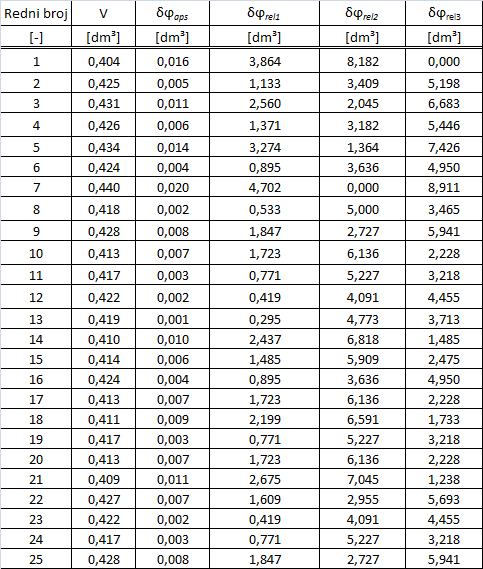 Redni broj V δφaps δφrel1 δφrel2 δφrel3
[-] [dm³] [dm³] [dm³] [dm³] [dm³]
1 0,404 0,016 3,864 8,182 0,000
2 0,425 0,005 1,133 3,409 5,198
3 0,431 0,011 2,560 2,045 6,683
4 0,426 0,006 1,371 3,182 5,446
5 0,434 0,014 3,274 1,364 7,426
6 0,424 0,004 0,895 3,636 4,950
7 0,440 0,020 4,702 0,000 8,911
8 0,418 0,002 0,533 5,000 3,465
9 0,428 0,008 1,847 2,727 5,941
10 0,413 0,007 1,723 6,136 2,228
11 0,417 0,003 0,771 5,227 3,218
12 0,422 0,002 0,419 4,091 4,455
13 0,419 0,001 0,295 4,773 3,713
14 0,410 0,010 2,437 6,818 1,485
15 0,414 0,006 1,485 5,909 2,475
16 0,424 0,004 0,895 3,636 4,950
17 0,413 0,007 1,723 6,136 2,228
18 0,411 0,009 2,199 6,591 1,733
19 0,417 0,003 0,771 5,227 3,218
20 0,413 0,007 1,723 6,136 2,228
21 0,409 0,011 2,675 7,045 1,238
22 0,427 0,007 1,609 2,955 5,693
23 0,422 0,002 0,419 4,091 4,455
24 0,417 0,003 0,771 5,227 3,218
25 0,428 0,008 1,847 2,727 5,941